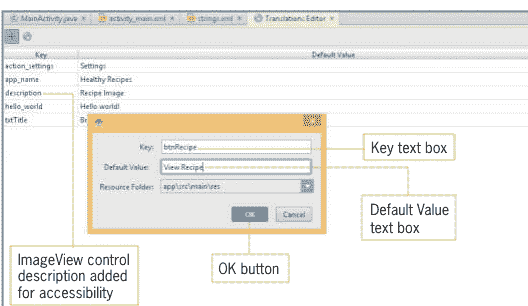 MainActivity.java × activity_main.xml × strings.xml × Translations Editor ×
Key Default Value
action_settings Settings
app_name Healthy Recipes
description Recipe Image
hello_world Hello world!
txtTitle
Key: btnRecipe
Default Value: View Recipe
Resource Folder: app\src\main\res
OK Cancel
Key text box
Default Value
text box
OK button
ImageView control
description added
for accessibility